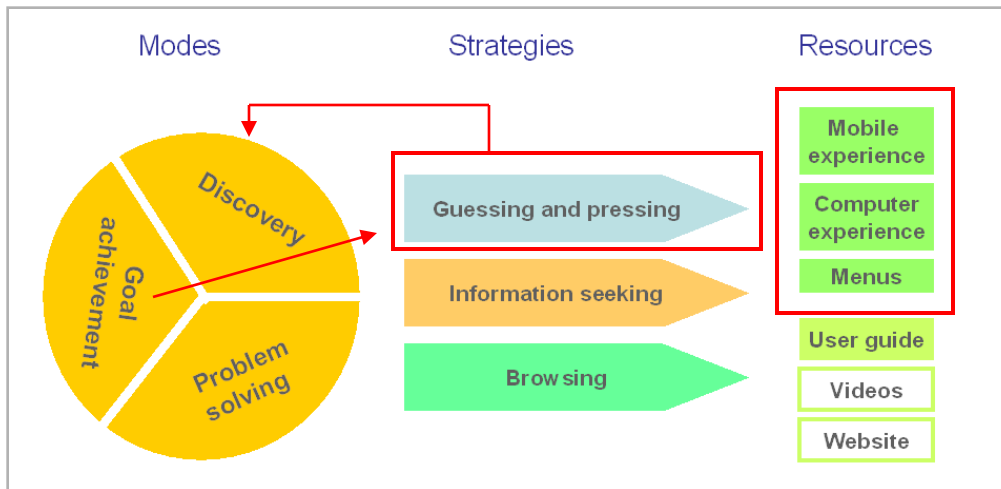 Modes
Strategies
Resources
Discovery
Goal
achievement
Problem
solving
Guessing and pressing
Information seeking
Browsing
Mobile
experience
Computer
experience
Menus
User guide
Videos
Website